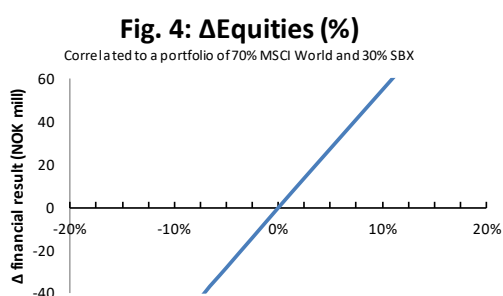 Fig. 4: ΔEquities (%)
Correlated to a portfolio of 70% MSCI World and 30% SBX
Δ financial result (NOK mill)
60
40
20
0
-20% -10% 0% 10% 20%
-20
-40